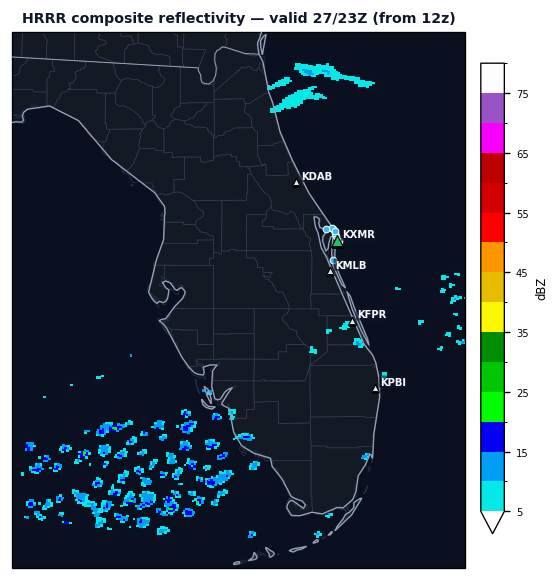 HRRR composite reflectivity — valid 27/23Z (from 12z)
KDAB
KXMR
KMLB
KFPR
KPBI
75
65
55
45
35
25
15
5
dBZ